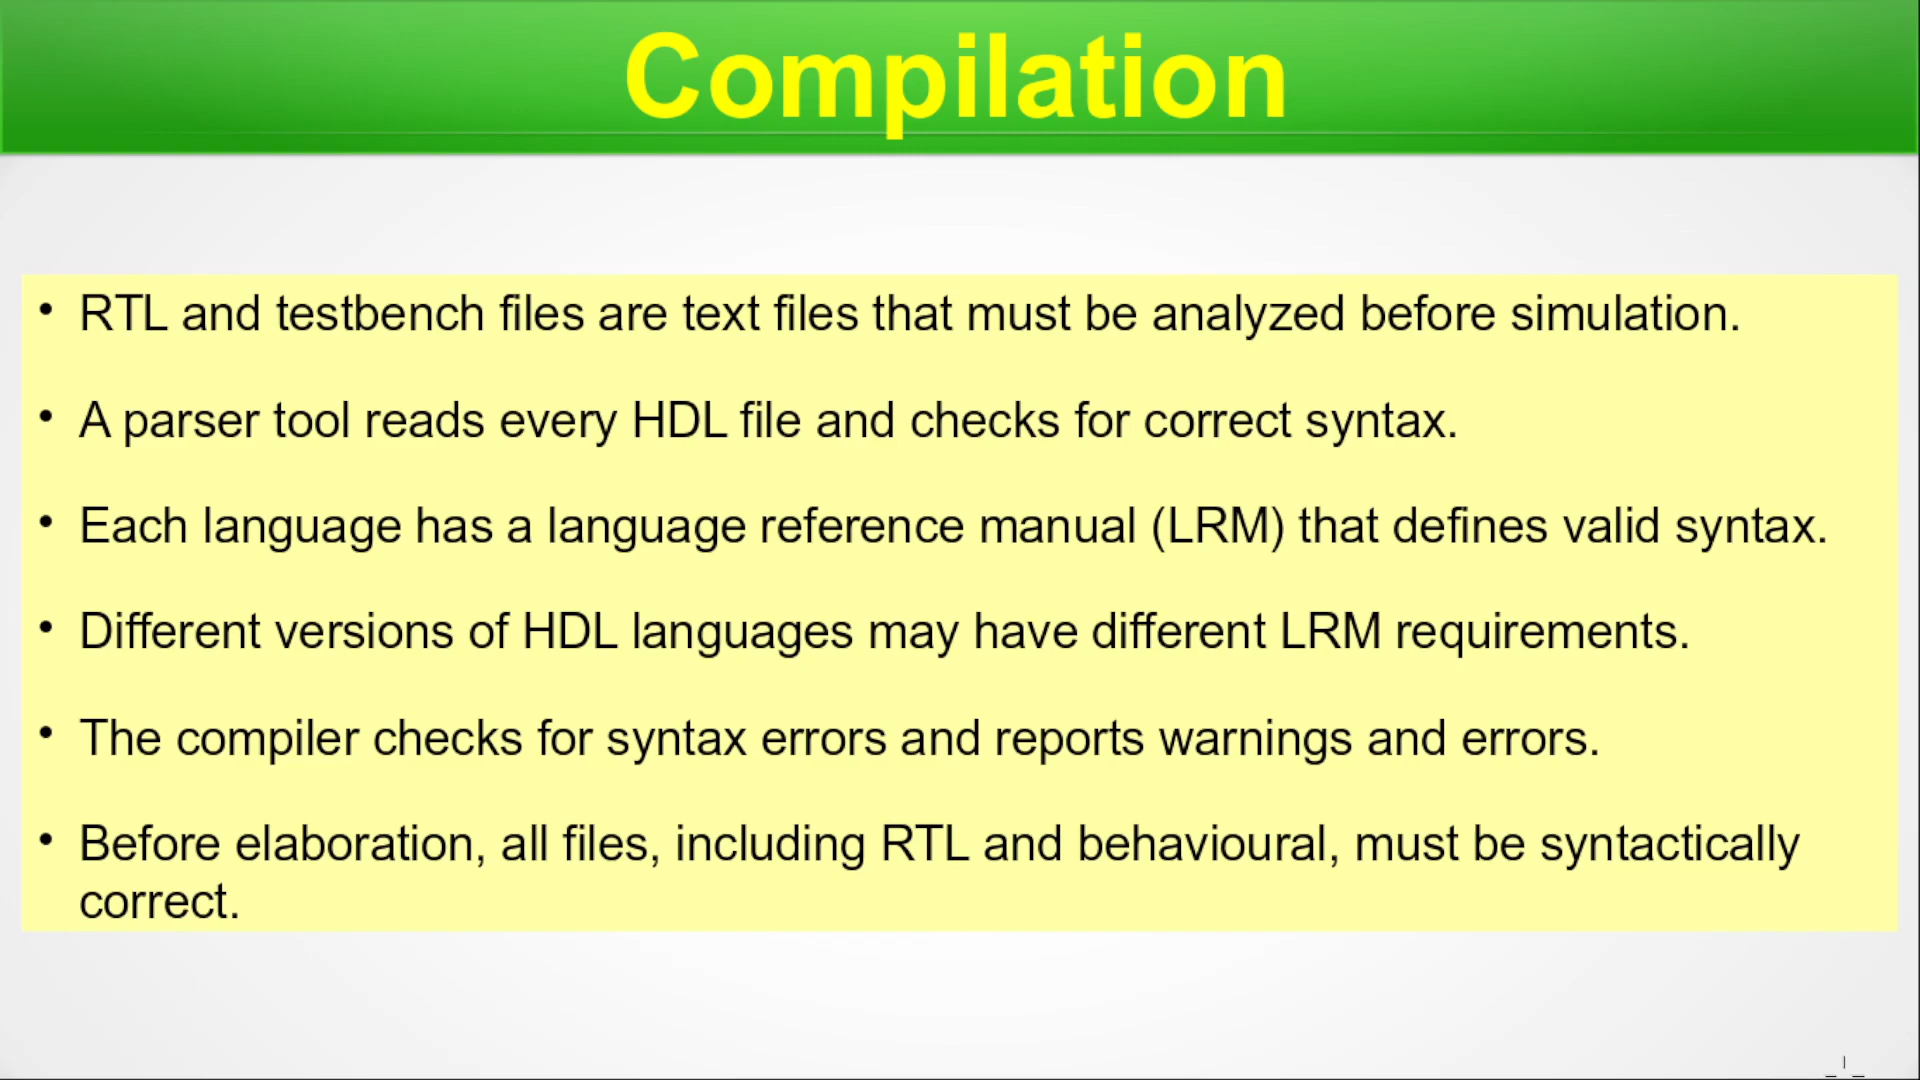 Compilation
• RTL and testbench files are text files that must be analyzed before simulation.
• A parser tool reads every HDL file and checks for correct syntax.
• Each language has a language reference manual (LRM) that defines valid syntax.
• Different versions of HDL languages may have different LRM requirements.
• The compiler checks for syntax errors and reports warnings and errors.
• Before elaboration, all files, including RTL and behavioural, must be syntactically
correct.